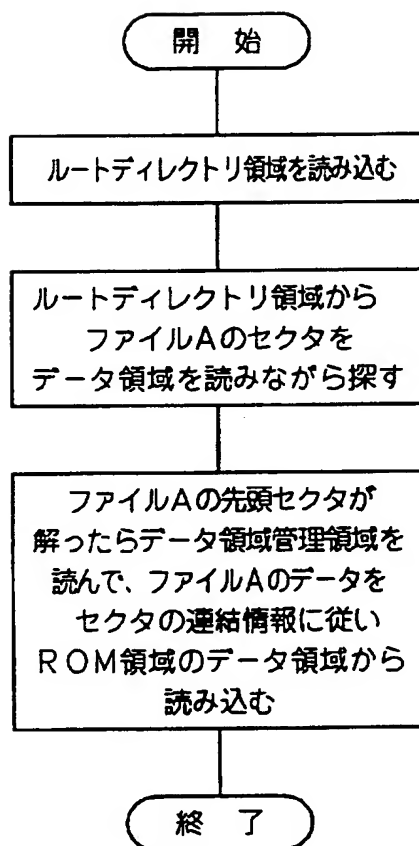 開 始
ルートディレクトリ領域を読み込む
ルートディレクトリ領域から
ファイルAのセクタを
データ領域を読みながら探す
ファイルAの先頭セクタが
解ったらデータ領域管理領域を
読んで、ファイルAのデータを
セクタの連結情報に従い
ROM領域のデータ領域から
読み込む
終 了